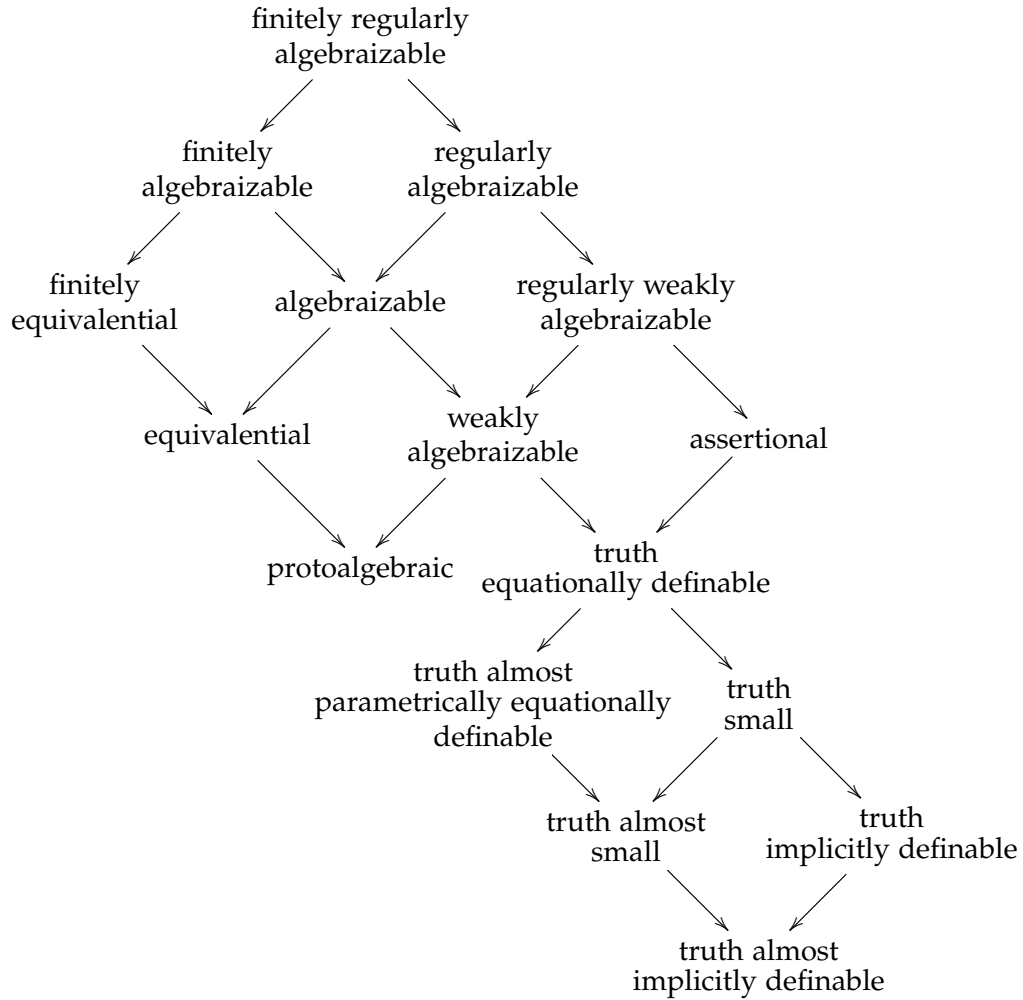 finitely regularly
algebraizable
finitely
algebraizable
regularly
algebraizable
finitely
equivalential
algebraizable
regularly weakly
algebraizable
equivalential
weakly
algebraizable
assertional
protoalgebraic
truth
equationally definable
truth almost
parametrically equationally
definable
truth
small
truth almost
small
truth
implicitly definable
truth almost
implicitly definable